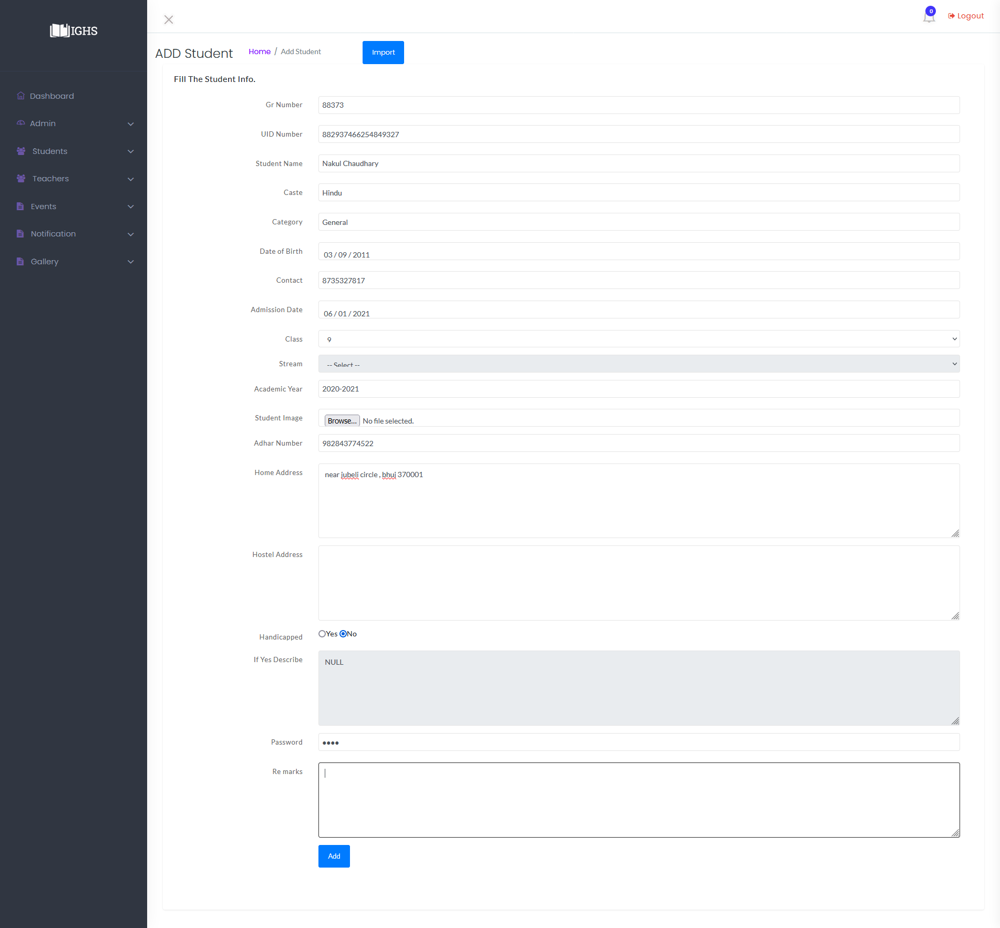 IGHS
0
Logout
ADD Student
Home / Add Student
Import
Dashboard
Admin
Students
Teachers
Events
Notification
Gallery
Fill The Student Info.
Gr Number
88373
UID Number
882937466254849327
Student Name
Nakul Chaudhary
Caste
Hindu
Category
General
Date of Birth
03 / 09 / 2011
Contact
8735327817
Admission Date
06 / 01 / 2021
Class
9
Stream
-- Select --
Academic Year
2020-2021
Student Image
Browse... No file selected.
Adhar Number
982843774522
Home Address
near jubeli circle , bhuj 370001
Hostel Address
Handicapped
Yes No
If Yes Describe
NULL
Password
••••
Re marks
Add